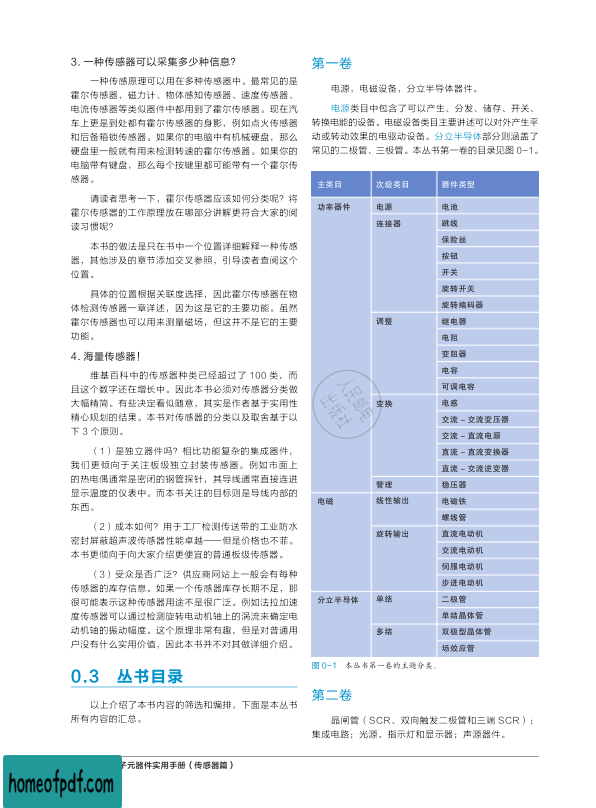 3. 一种传感器可以采集多少种信息?
一种传感原理可以用在多种传感器中。最常见的是
霍尔传感器，磁力计、物体感知传感器、速度传感器、
电流传感器等类似器件中都用到了霍尔传感器。现在汽
车上更是到处都有霍尔传感器的身影，例如点火传感器
和后备箱锁传感器。如果你的电脑中有机械硬盘，那么
硬盘里一般就有用来检测转速的霍尔传感器。如果你的
电脑带有键盘，那么每个按键里都可能带有一个霍尔传
感器。
请读者思考一下，霍尔传感器应该如何分类呢？将
霍尔传感器的工作原理放在哪部分讲解更符合大家的阅
读习惯呢？
本书的做法是只在书中一个位置详细解释一种传感
器，其他涉及的章节添加交叉参照，引导读者查阅这个
位置。
具体的位置根据关联度选择，因此霍尔传感器在物
体检测传感器一章详述，因为这是它的主要功能。虽然
霍尔传感器也可以用来测量磁场，但这并不是它的主要
功能。
4. 海量传感器！
维基百科中的传感器种类已经超过了 100 类，而
且这个数字还在增长中。因此本书必须对传感器分类做
大幅精简。有些决定看似随意，其实是作者基于实用性
精心规划的结果。本书对传感器的分类以及取舍基于以
下 3 个原则。
（1）是独立器件吗？相比功能复杂的集成器件，
我们更倾向于关注板级独立封装传感器。例如市面上
的热电偶通常是密闭的钢管探针，其导线通常直接连进
显示温度的仪表中。而本书关注的目标则是导线内部的
东西。
（2）成本如何？用于工厂检测传送带的工业防水
密封屏蔽超声波传感器性能卓越——但是价格也不菲。
本书更倾向于向大家介绍更便宜的普通板级传感器。
（3）受众是否广泛？供应商网站上一般会有每种
传感器的库存信息。如果一个传感器库存长期不足，那
很可能表示这种传感器用途不是很广泛。例如法拉加速
度传感器可以通过检测旋转电动机轴上的涡流来确定电
动机轴的振动幅度。这个原理非常有趣，但是对普通用
户没有什么实用价值，因此本书并不对其做详细介绍。
0.3 丛书目录
以上介绍了本书内容的筛选和编排，下面是本丛书
所有内容的汇总。
第一卷
电源，电磁设备，分立半导体器件。
电源类目中包含了可以产生、分发、储存、开关、
转换电能的设备。电磁设备类目主要讲述可以对外产生平
动或转动效果的电驱动设备。分立半导体部分则涵盖了
常见的二极管、三极管。本丛书第一卷的目录见图 0-1。
主类目 次级类目 器件类型
功率器件 电源 电池
连接器 跳线
保险丝
按钮
开关
旋转开关
旋转编码器
调整 继电器
电阻
变阻器
电容
可调电容
变换 电感
交流 – 交流变压器
交流 – 直流电源
直流 – 直流变换器
直流 – 交流逆变器
管理 稳压器
电磁 线性输出 电磁铁
螺线管
旋转输出 直流电动机
交流电动机
伺服电动机
步进电动机
分立半导体 单结 二极管
单结晶体管
多结 双极型晶体管
场效应管
图 0-1 本丛书第一卷的主题分类。
第二卷
晶闸管（SCR、双向触发二极管和三端 SCR）；
集成电路；光源，指示灯和显示器；声源器件。
子元器件实用手册（传感器篇）
homeofpdf.com